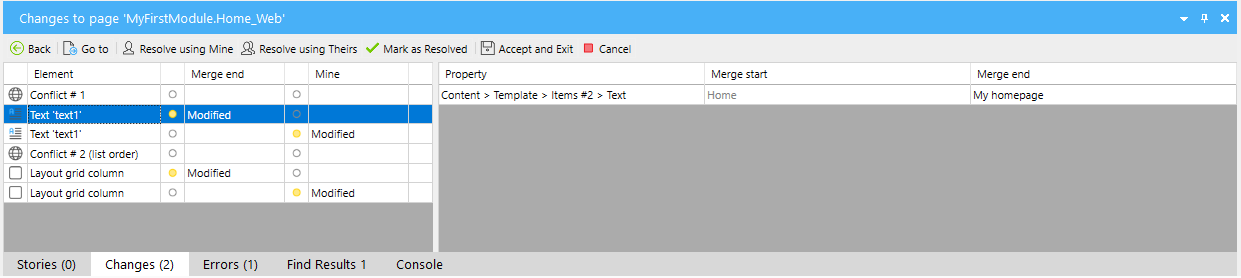 Changes to page 'MyFirstModule.Home_Web'
Back Go to Resolve using Mine Resolve using Theirs Mark as Resolved Accept and Exit Cancel
Element Merge end Mine Property Merge start Merge end
Conflict # 1 Content > Template > Items #2 > Text Home My homepage
Text 'text1' Modified
Text 'text1' Modified
Conflict # 2 (list order)
Layout grid column Modified
Layout grid column Modified
Stories (0) Changes (2) Errors (1) Find Results 1 Console